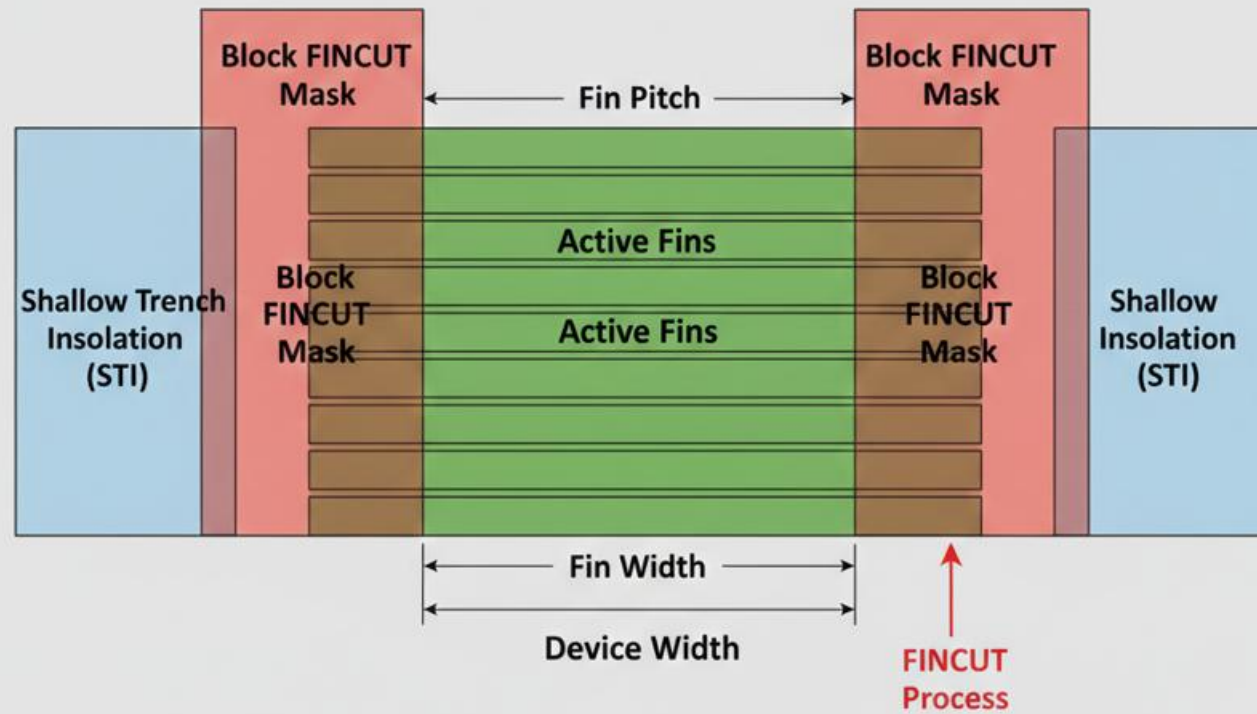 Block FINCUT
Mask
Fin Pitch
Block FINCUT
Mask
Active Fins
Active Fins
Shallow Trench
Insolation
(STI)
Block
FINCUT
Mask
Block
FINCUT
Mask
Shallow
Insolation
(STI)
Fin Width
Device Width
FINCUT
Process